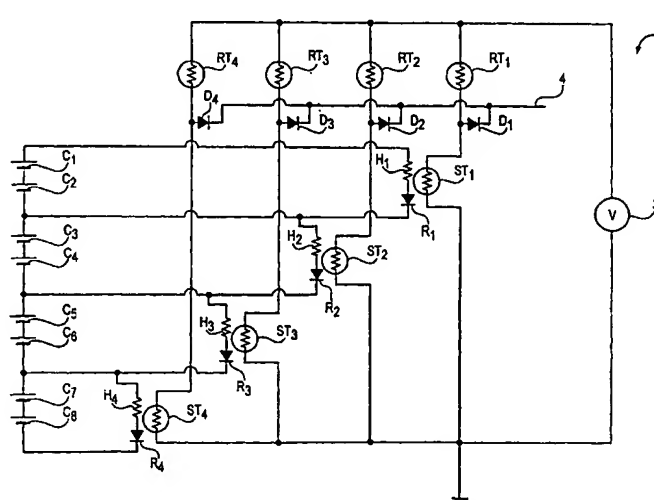 RT4 RT3 RT2 RT1
4
D4 D3 D2 D1
C1
C2
H1
ST1
R1
V
C3
C4
H2
ST2
R2
C5
C6
H3
ST3
R3
C7
C8
H4
ST4
R4